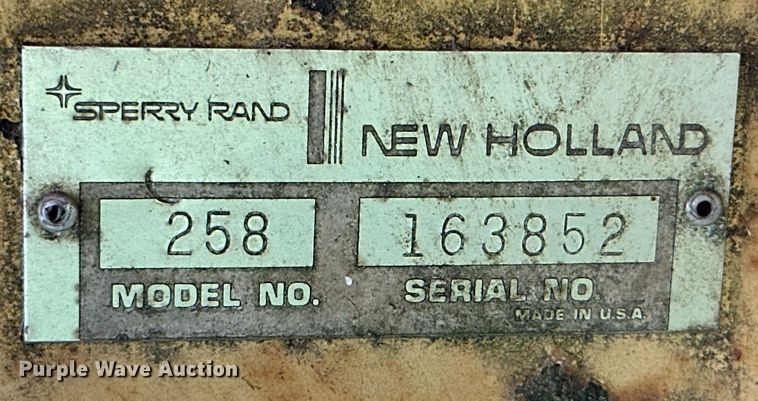 SPERRY RAND
NEW HOLLAND
258 163852
MODEL NO. SERIAL NO.
MADE IN U.S.A.
Purple Wave Auction